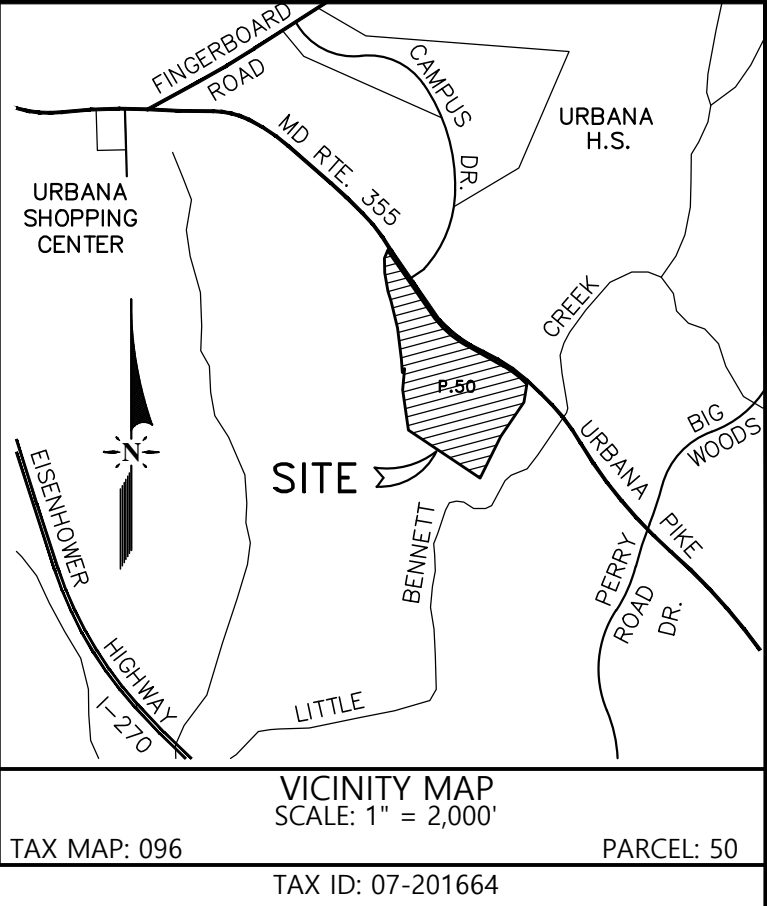 FINGERBOARD
ROAD
CAMPUS
DR.
URBANA
H.S.
MD RTE. 355
URBANA
SHOPPING
CENTER
CREEK
P.50
BIG
WOODS
URBANA
PIKE
N
SITE
EISENHOWER
HIGHWAY
I-270
BENNETT
LITTLE
PERRY
ROAD
DR.
VICINITY MAP
SCALE: 1" = 2,000'
TAX MAP: 096
PARCEL: 50
TAX ID: 07-201664